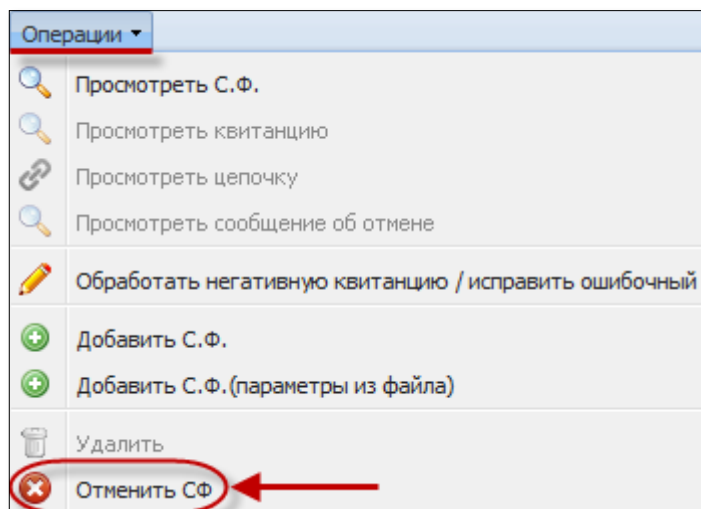 Операции
Просмотреть С.Ф.
Просмотреть квитанцию
Просмотреть цепочку
Просмотреть сообщение об отмене
Обработать негативную квитанцию / исправить ошибочный
Добавить С.Ф.
Добавить С.Ф.(параметры из файла)
Удалить
Отменить СФ